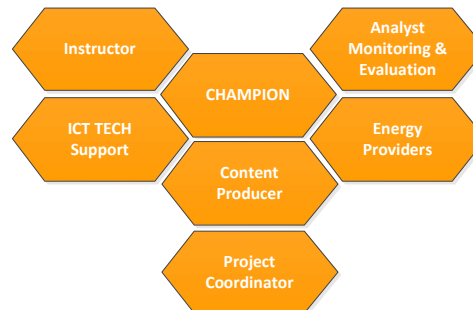 Instructor
Analyst
Monitoring &
Evaluation
CHAMPION
ICT TECH
Support
Energy
Providers
Content
Producer
Project
Coordinator